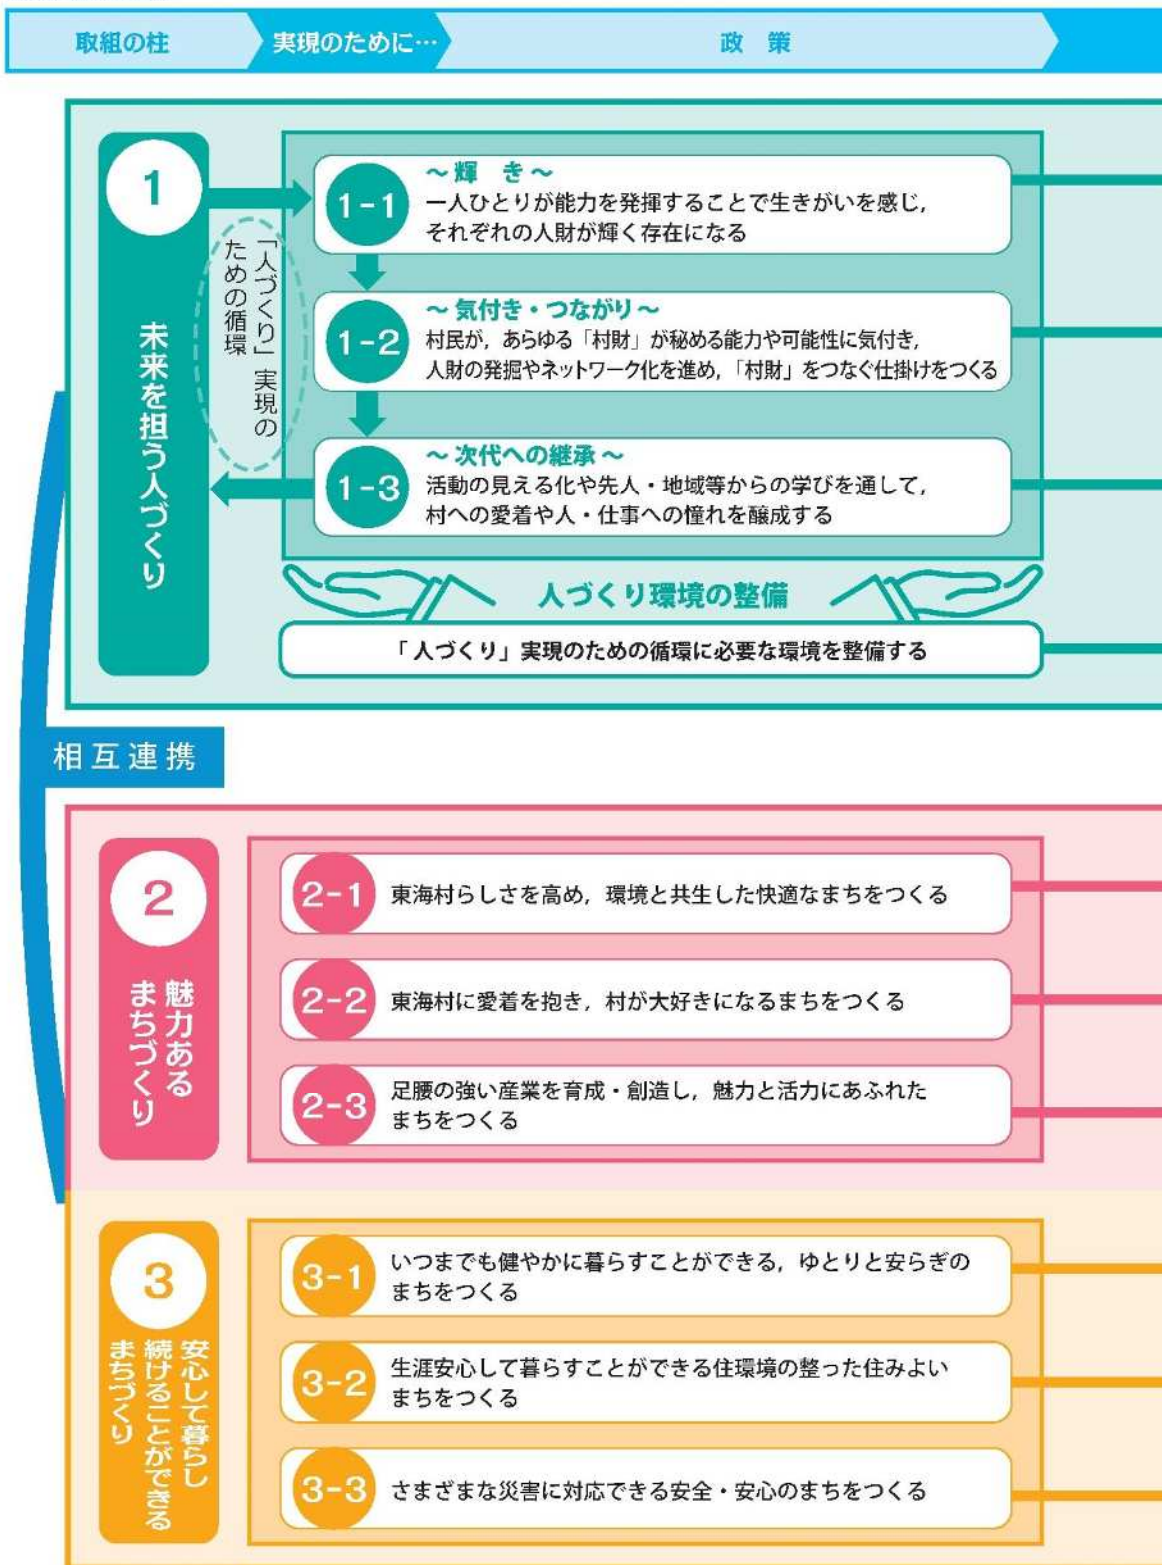 取組の柱
実現のために…
政 策
1
未来を担う人づくり
「人づくり」実現の
ための循環
1-1
～輝 き～
一人ひとりが能力を発揮することで生きがいを感じ，
それぞれの人財が輝く存在になる
1-2
～気付き・つながり～
村民が，あらゆる「村財」が秘める能力や可能性に気付き，
人財の発掘やネットワーク化を進め，「村財」をつなぐ仕掛けをつくる
1-3
～次代への継承～
活動の見える化や先人・地域等からの学びを通して，
村への愛着や人・仕事への憧れを醸成する
人づくり環境の整備
「人づくり」実現のための循環に必要な環境を整備する
相互連携
2
魅力ある
まちづくり
2-1
東海村らしさを高め，環境と共生した快適なまちをつくる
2-2
東海村に愛着を抱き，村が大好きになるまちをつくる
2-3
足腰の強い産業を育成・創造し，魅力と活力にあふれた
まちをつくる
3
安心して暮らし
続けることができる
まちづくり
3-1
いつまでも健やかに暮らすことができる，ゆとりと安らぎの
まちをつくる
3-2
生涯安心して暮らすことができる住環境の整った住みよい
まちをつくる
3-3
さまざまな災害に対応できる安全・安心のまちをつくる